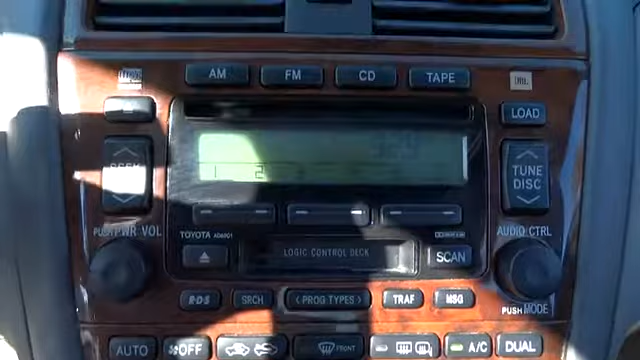 AM FM CD TAPE
JBL
LOAD
SEEK
TUNE
DISC
PUSH PWR VOL
AUDIO CTRL
TOYOTA
LOGIC CONTROL DECK
SCAN
R·D·S SRCH PROG TYPES TRAF MSG
PUSH MODE
AUTO OFF FRONT A/C DUAL